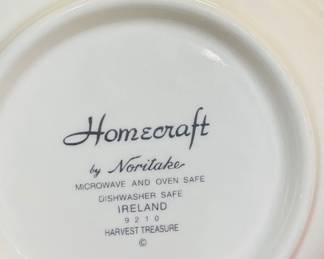 Homecraft
by Noritake
MICROWAVE AND OVEN SAFE
DISHWASHER SAFE
IRELAND
9210
HARVEST TREASURE
©